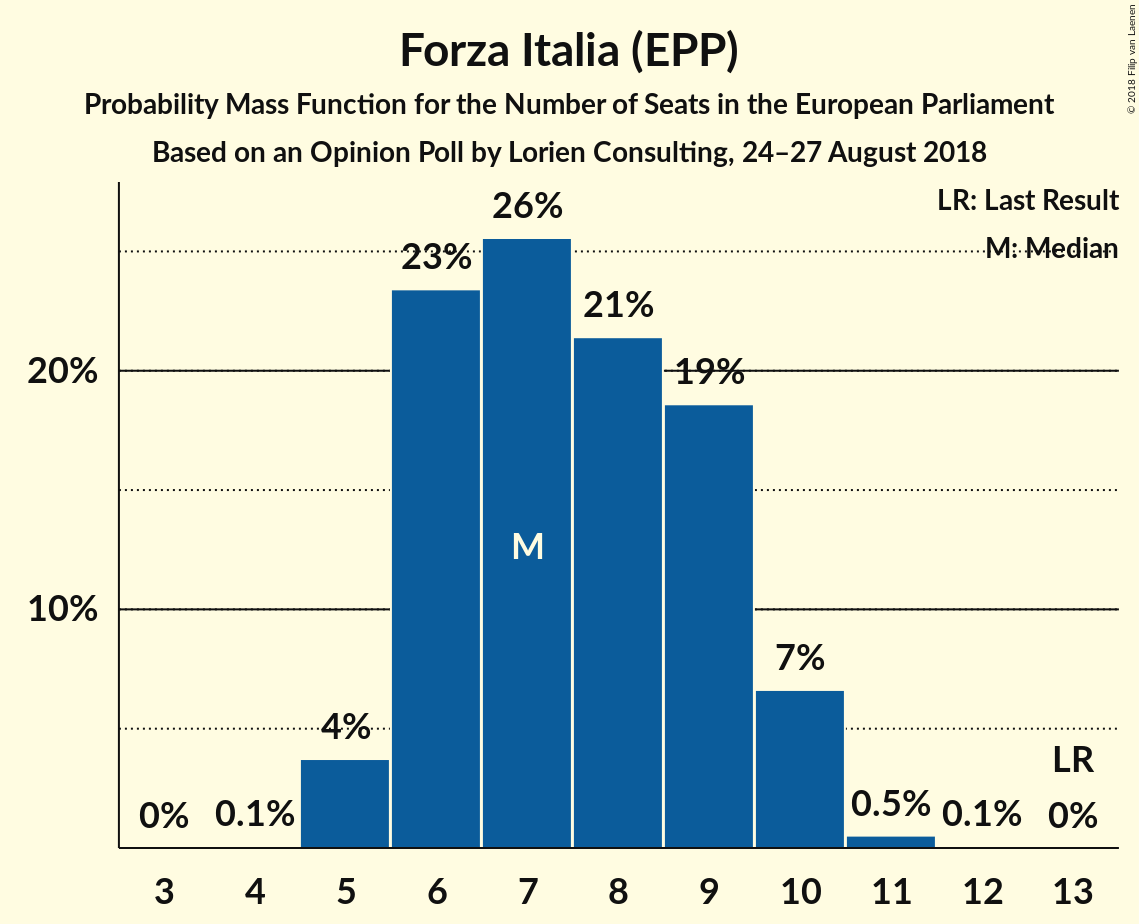 Forza Italia (EPP)
Probability Mass Function for the Number of Seats in the European Parliament
Based on an Opinion Poll by Lorien Consulting, 24–27 August 2018
© 2018 Filip van Laenen
LR: Last Result
M: Median
26%
23%
21%
20%
19%
M
10%
7%
4%
LR
0%
0.1%
0.5%
0.1%
0%
3 4 5 6 7 8 9 10 11 12 13